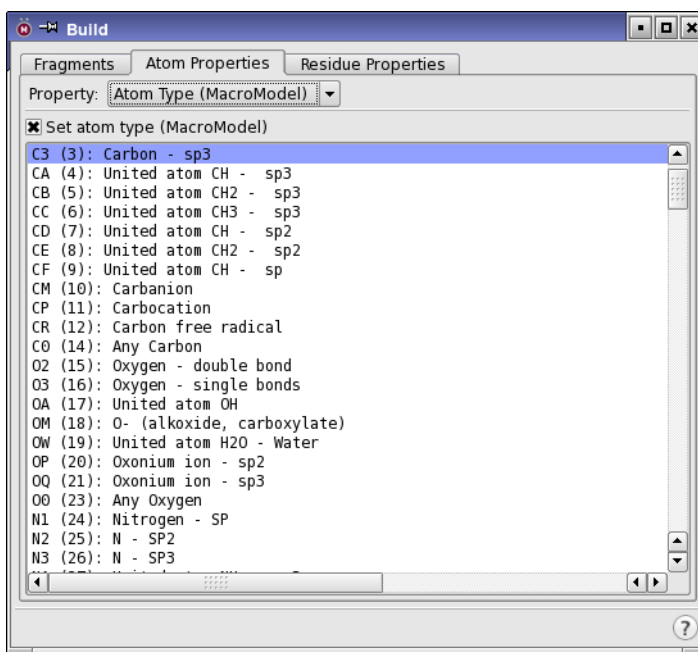 Build
Fragments Atom Properties Residue Properties
Property: Atom Type (MacroModel)
Set atom type (MacroModel)
C3 (3): Carbon - sp3
CA (4): United atom CH - sp3
CB (5): United atom CH2 - sp3
CC (6): United atom CH3 - sp3
CD (7): United atom CH - sp2
CE (8): United atom CH2 - sp2
CF (9): United atom CH - sp
CM (10): Carbanion
CP (11): Carbocation
CR (12): Carbon free radical
C0 (14): Any Carbon
O2 (15): Oxygen - double bond
O3 (16): Oxygen - single bonds
OA (17): United atom OH
OM (18): O- (alkoxide, carboxylate)
OW (19): United atom H2O - Water
OP (20): Oxonium ion - sp2
OQ (21): Oxonium ion - sp3
O0 (23): Any Oxygen
N1 (24): Nitrogen - SP
N2 (25): N - SP2
N3 (26): N - SP3
?